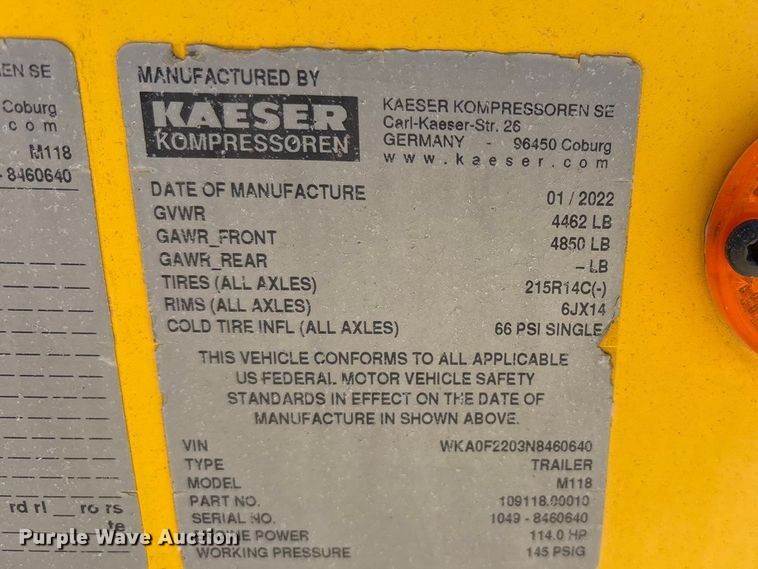 EN SE
Coburg
com
M118
- 8460640
rd rl
ro rs
te
MANUFACTURED BY
KAESER
KOMPRESSOREN
KAESER KOMPRESSOREN SE
Carl-Kaeser-Str. 26
GERMANY - 96450 Coburg
www.kaeser.com
DATE OF MANUFACTURE 01 / 2022
GVWR 4462 LB
GAWR_FRONT 4850 LB
GAWR_REAR - LB
TIRES (ALL AXLES) 215R14C(-)
RIMS (ALL AXLES) 6JX14
COLD TIRE INFL (ALL AXLES) 66 PSI SINGLE
THIS VEHICLE CONFORMS TO ALL APPLICABLE
US FEDERAL MOTOR VEHICLE SAFETY
STANDARDS IN EFFECT ON THE DATE OF
MANUFACTURE IN SHOWN ABOVE.
VIN WKA0F2203N8460640
TYPE TRAILER
MODEL M118
PART NO. 109118.00010
SERIAL NO. 1049 - 8460640
POWER 114.0 HP
WORKING PRESSURE 145 PSIG
Purple Wave Auction